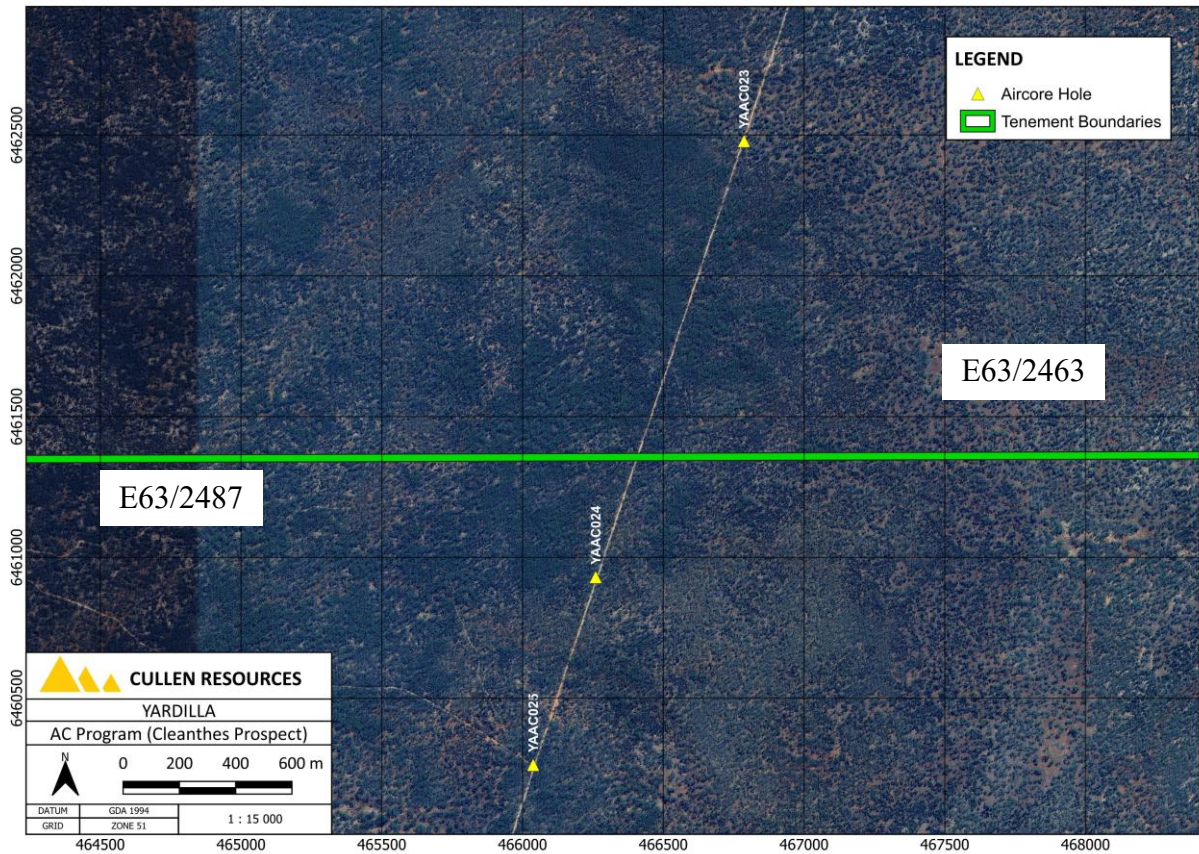 LEGEND
Aircore Hole
Tenement Boundaries
YAAC023
6462500
6462000
E63/2463
6461500
E63/2487
YAAC024
6461000
6460500
YAAC025
CULLEN RESOURCES
YARDILLA
AC Program (Cleanthes Prospect)
N
0 200 400 600 m
DATUM GDA 1994
GRID ZONE 51
1 : 15 000
464500 465000 465500 466000 466500 467000 467500 468000